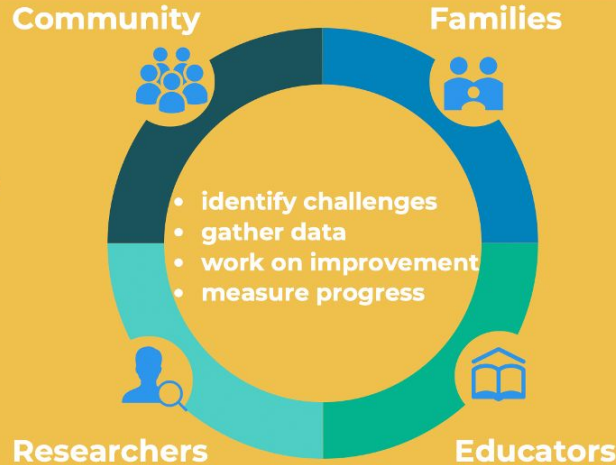 Community
Families
• identify challenges
• gather data
• work on improvement
• measure progress
Researchers
Educators